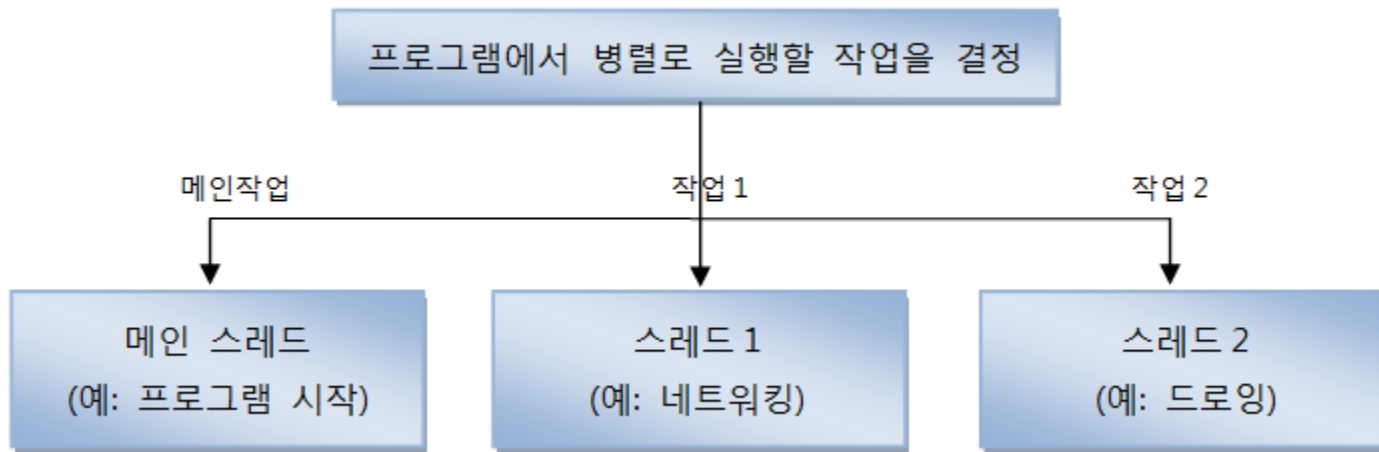 프로그램에서 병렬로 실행할 작업을 결정
메인작업
작업 1
작업 2
메인 스레드
(예: 프로그램 시작)
스레드 1
(예: 네트워킹)
스레드 2
(예: 드로잉)